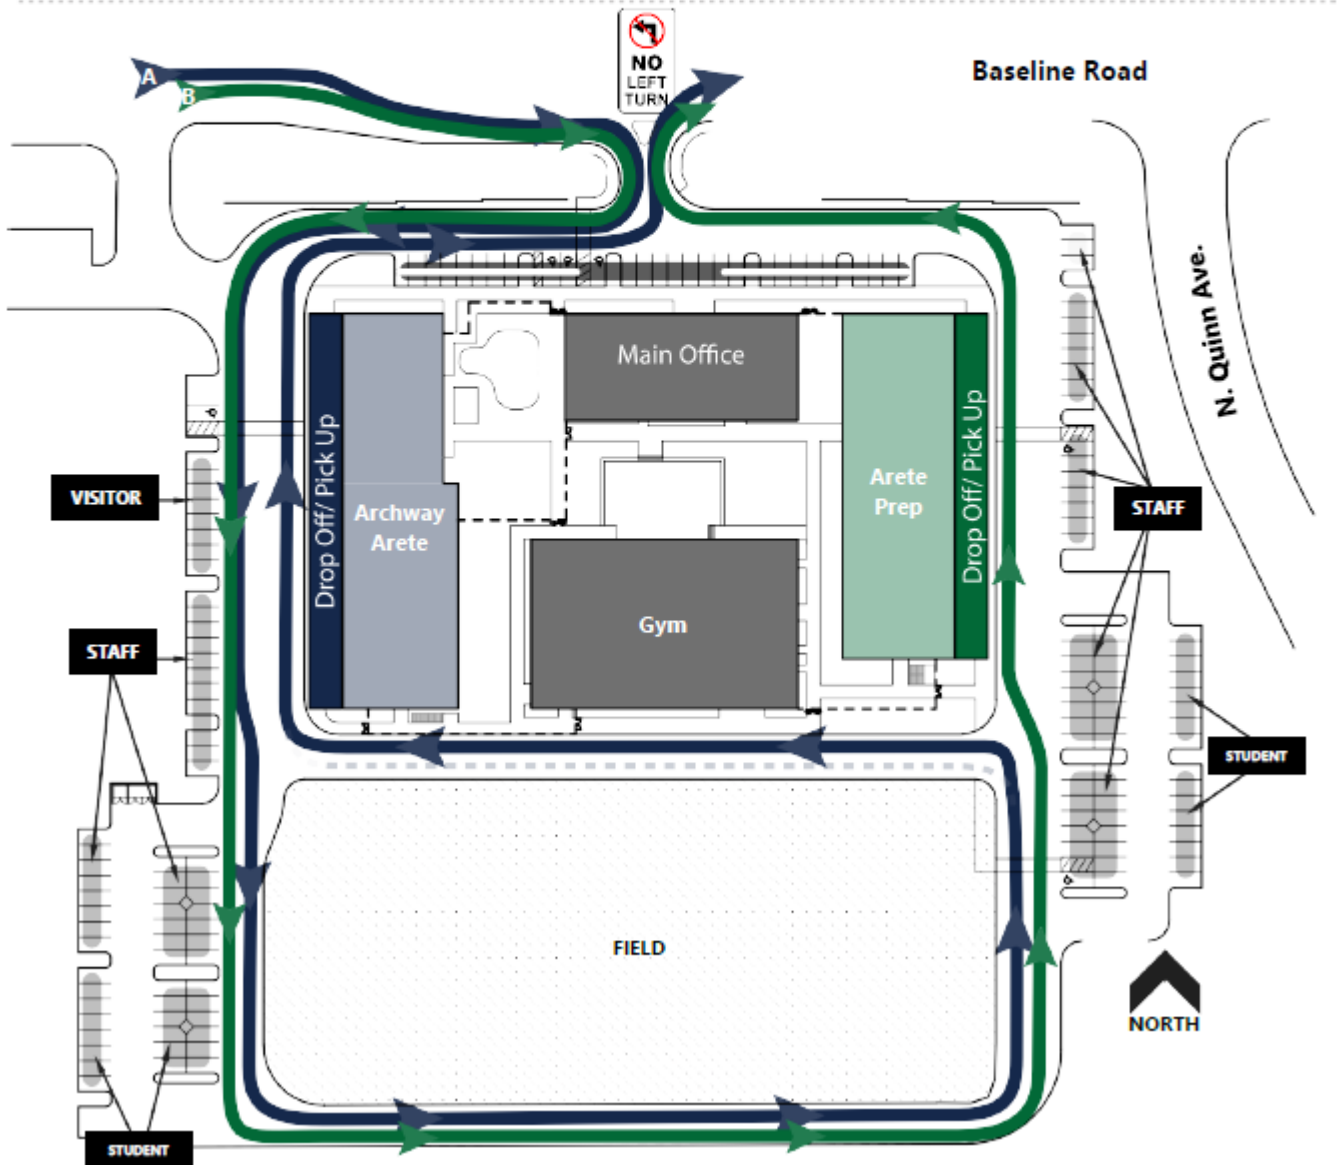 NO
LEFT
TURN
Baseline Road
A
B
N. Quinn Ave.
Main Office
Drop Off/ Pick Up
Archway
Arete
Arete
Prep
Drop Off/ Pick Up
VISITOR
STAFF
Gym
STAFF
STUDENT
FIELD
NORTH
STUDENT